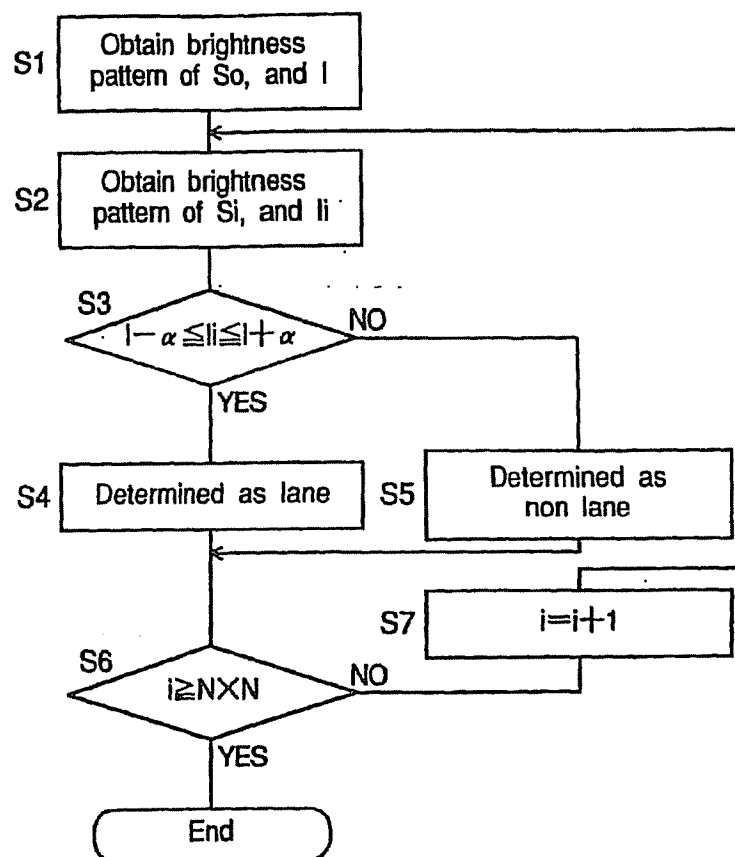 S1
Obtain brightness
pattern of So, and I
S2
Obtain brightness
pattern of Si, and Ii
S3
I－α≦Ii≦I＋α
NO
YES
S4
Determined as lane
S5
Determined as
non lane
S7
i=i+1
S6
i≧N×N
NO
YES
End